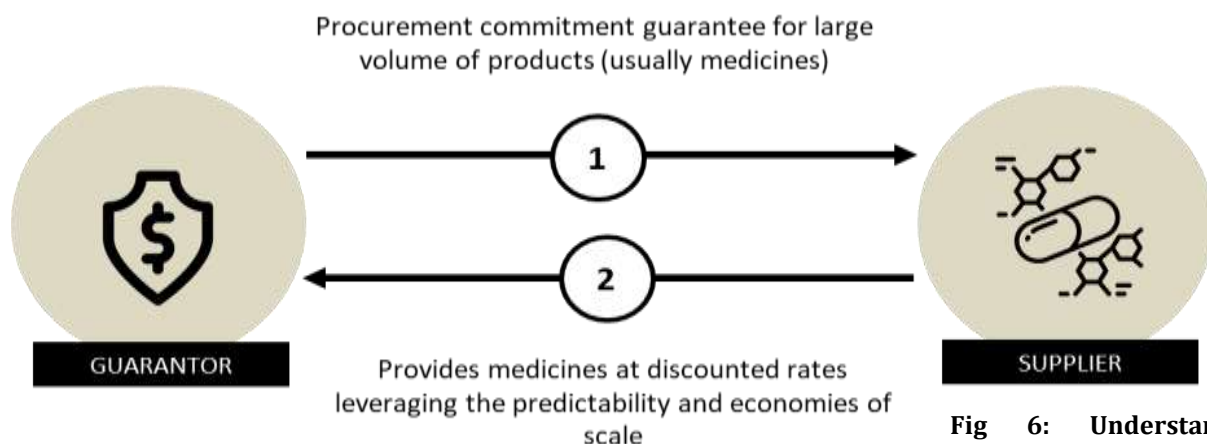 Procurement commitment guarantee for large
volume of products (usually medicines)
1
2
GUARANTOR
SUPPLIER
Provides medicines at discounted rates
leveraging the predictability and economies of
scale
Fig 6: Understan